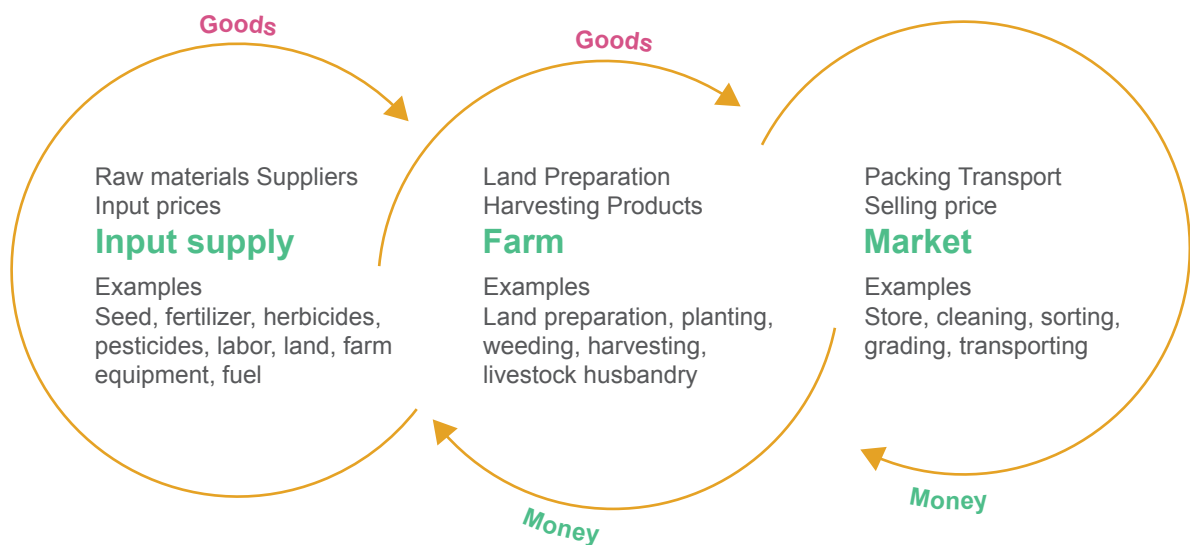 Goods
Goods
Raw materials Suppliers
Input prices
Input supply
Examples
Seed, fertilizer, herbicides,
pesticides, labor, land, farm
equipment, fuel
Land Preparation
Harvesting Products
Farm
Examples
Land preparation, planting,
weeding, harvesting,
livestock husbandry
Packing Transport
Selling price
Market
Examples
Store, cleaning, sorting,
grading, transporting
Money
Money